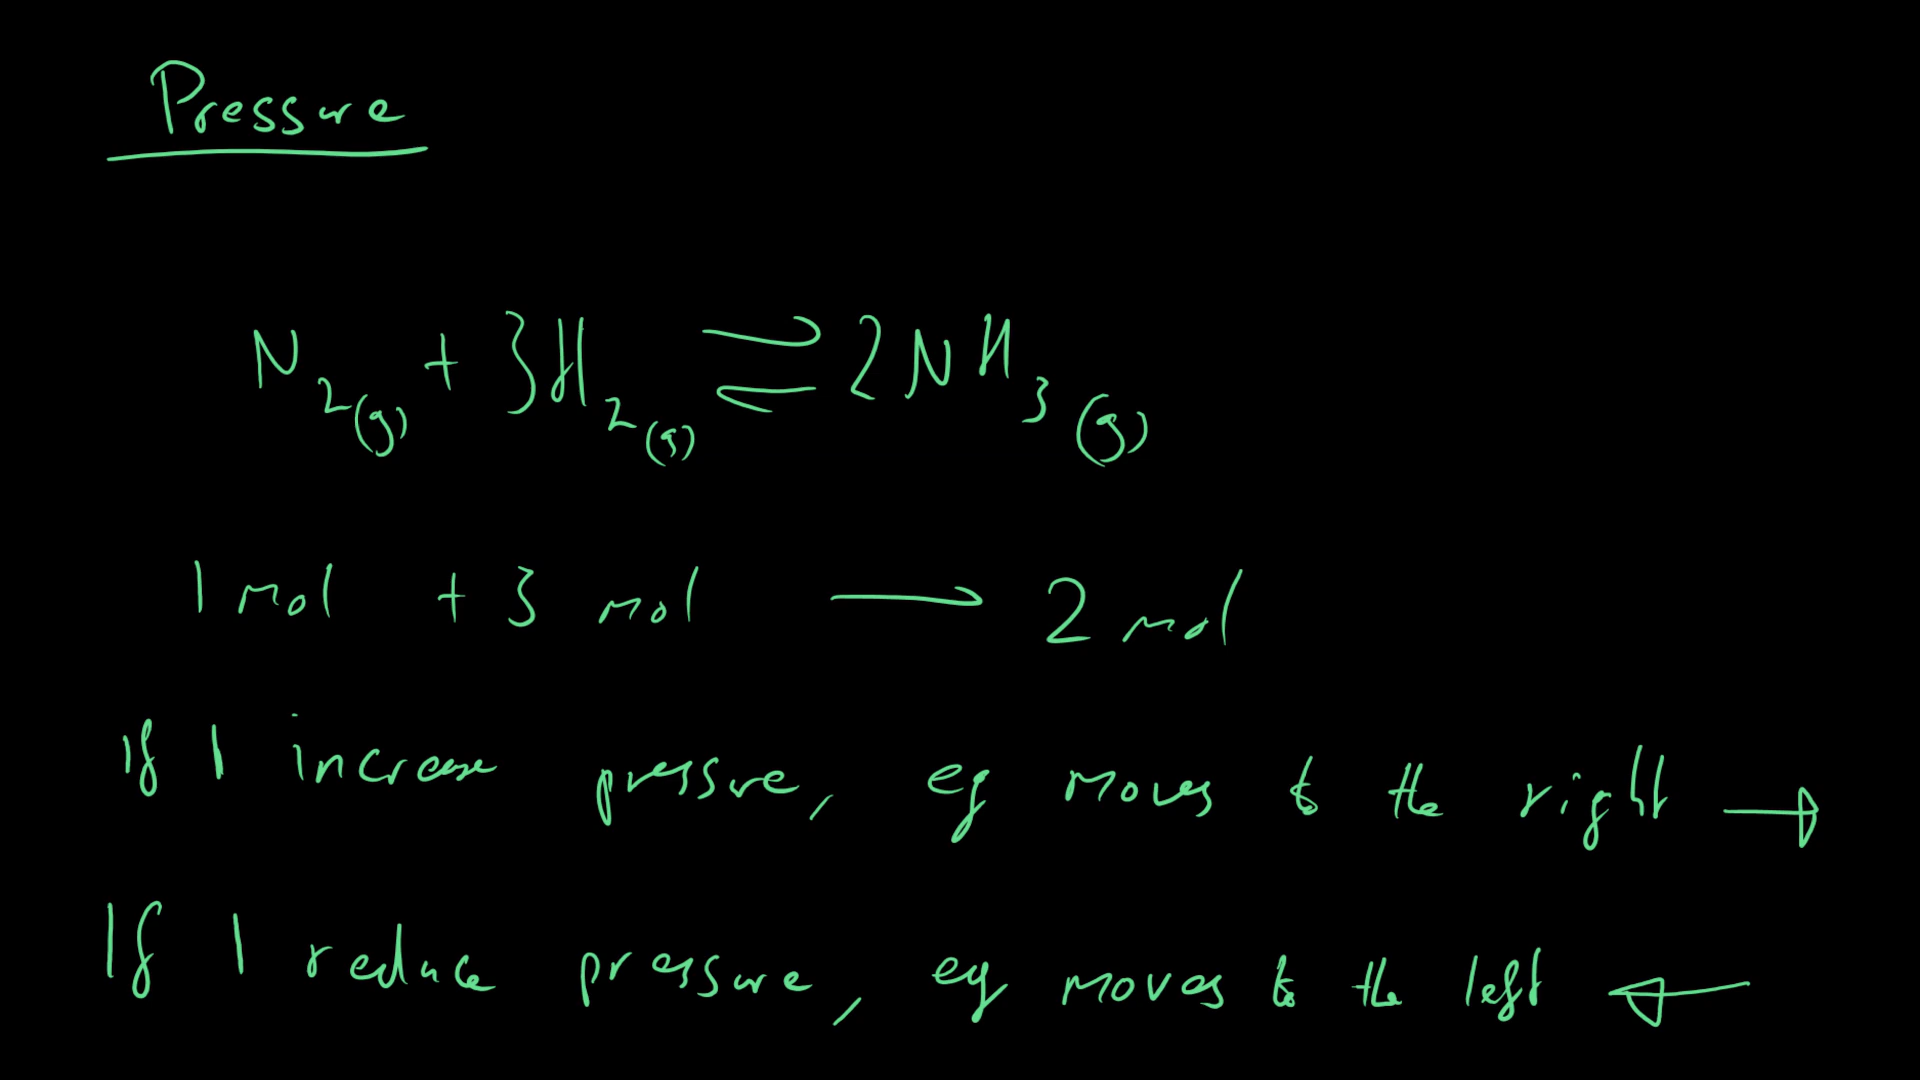 Pressure
N2(g) + 3H2(g) ⇌ 2NH3(g)
1 mol + 3 mol → 2 mol
If I increase pressure, eq moves to the right →
If I reduce pressure, eq moves to the left ←